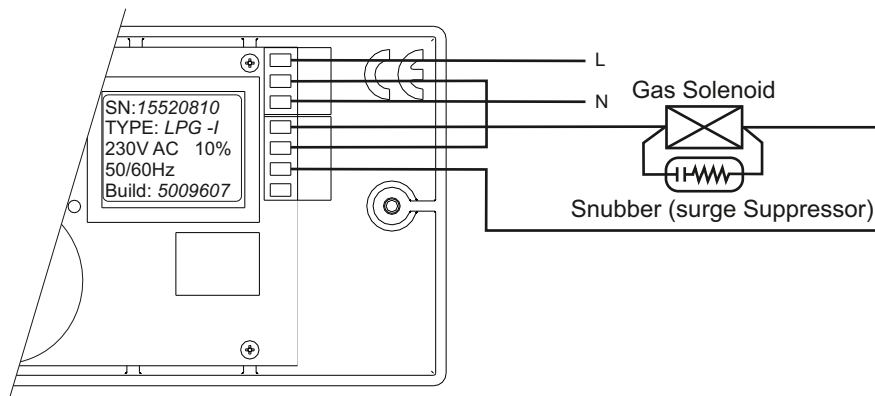 SN:15520810
TYPE: LPG -I
230V AC 10%
50/60Hz
Build: 5009607
CE
L
N
Gas Solenoid
Snubber (surge Suppressor)